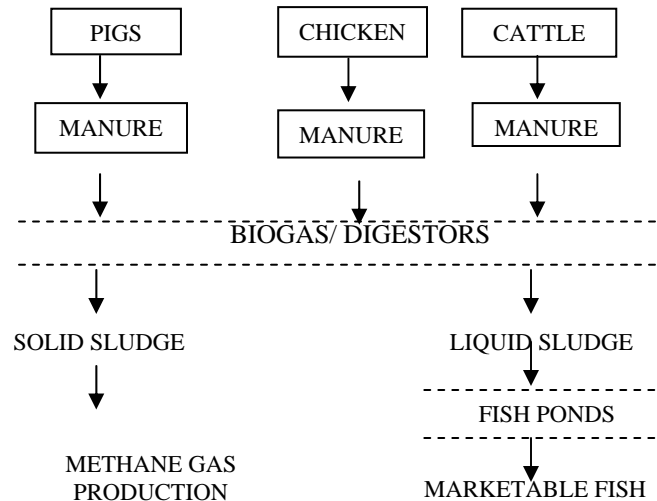 PIGS
CHICKEN
CATTLE
MANURE
MANURE
MANURE
BIOGAS/ DIGESTORS
SOLID SLUDGE
LIQUID SLUDGE
FISH PONDS
METHANE GAS
PRODUCTION
MARKETABLE FISH